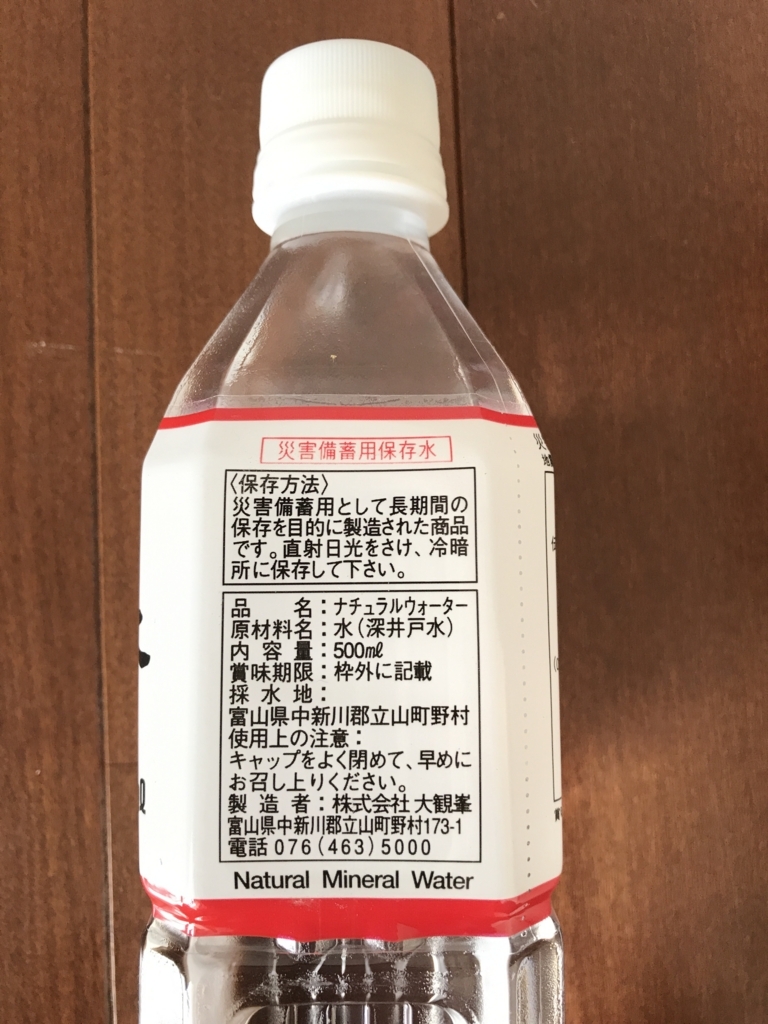 災害備蓄用保存水
〈保存方法〉
災害備蓄用として長期間の
保存を目的に製造された商品
です。直射日光をさけ、冷暗
所に保存して下さい。
品　　名：ナチュラルウォーター
原材料名：水（深井戸水）
内 容 量：500㎖
賞味期限：枠外に記載
採 水 地：
富山県中新川郡立山町野村
使用上の注意：
キャップをよく閉めて、早めに
お召し上りください。
製 造 者：株式会社 大観峯
富山県中新川郡立山町野村173-1
電話 076（463）5000
Natural Mineral Water